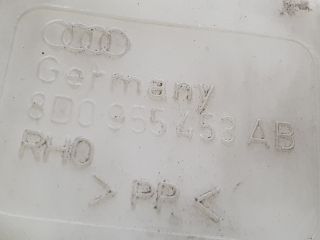 Germany
8D0 955 453 AB
RHO
> PP <